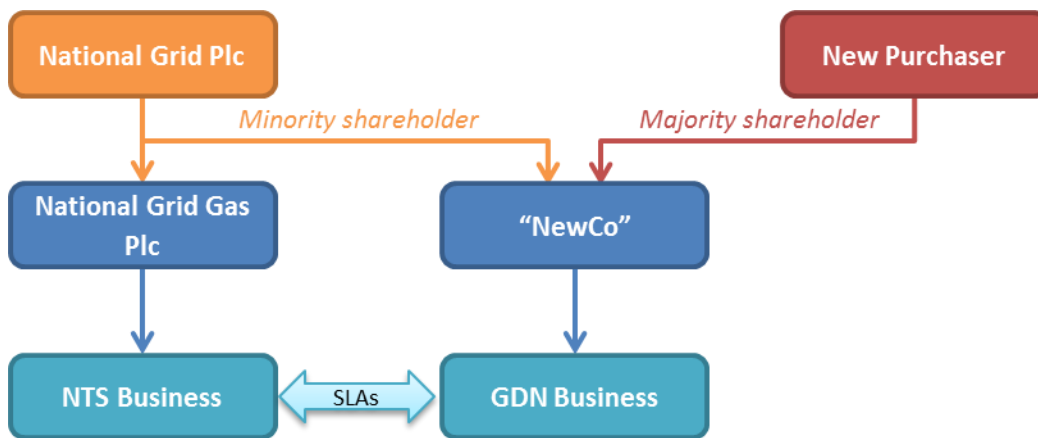 National Grid Plc
New Purchaser
Minority shareholder
Majority shareholder
National Grid Gas
Plc
“NewCo”
NTS Business
SLAs
GDN Business